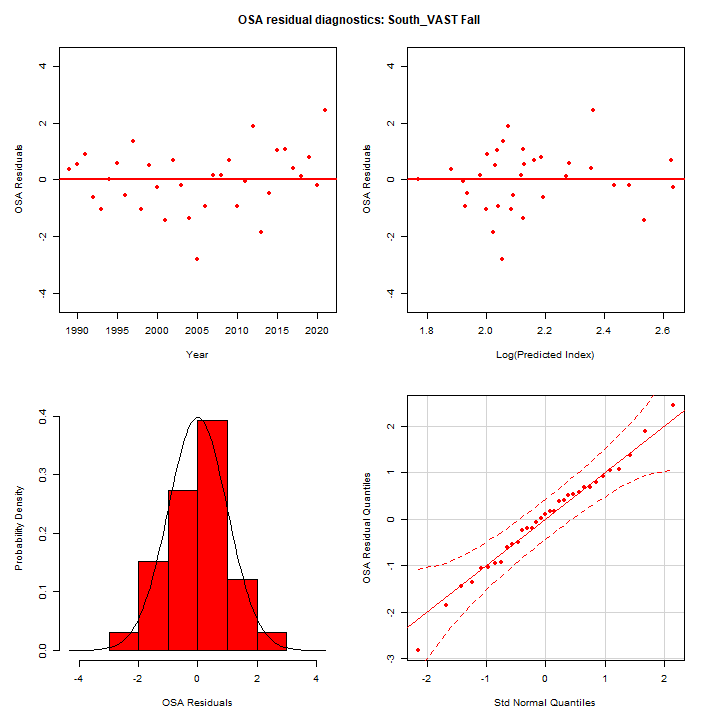 OSA residual diagnostics: South_VAST Fall
OSA Residuals
4
2
0
-2
-4
1990 1995 2000 2005 2010 2015 2020
Year
OSA Residuals
4
2
0
-2
-4
1.8 2.0 2.2 2.4 2.6
Log(Predicted Index)
Probability Density
0.4
0.3
0.2
0.1
0.0
-4 -2 0 2 4
OSA Residuals
OSA Residual Quantiles
2
1
0
-1
-2
-3
-2 -1 0 1 2
Std Normal Quantiles